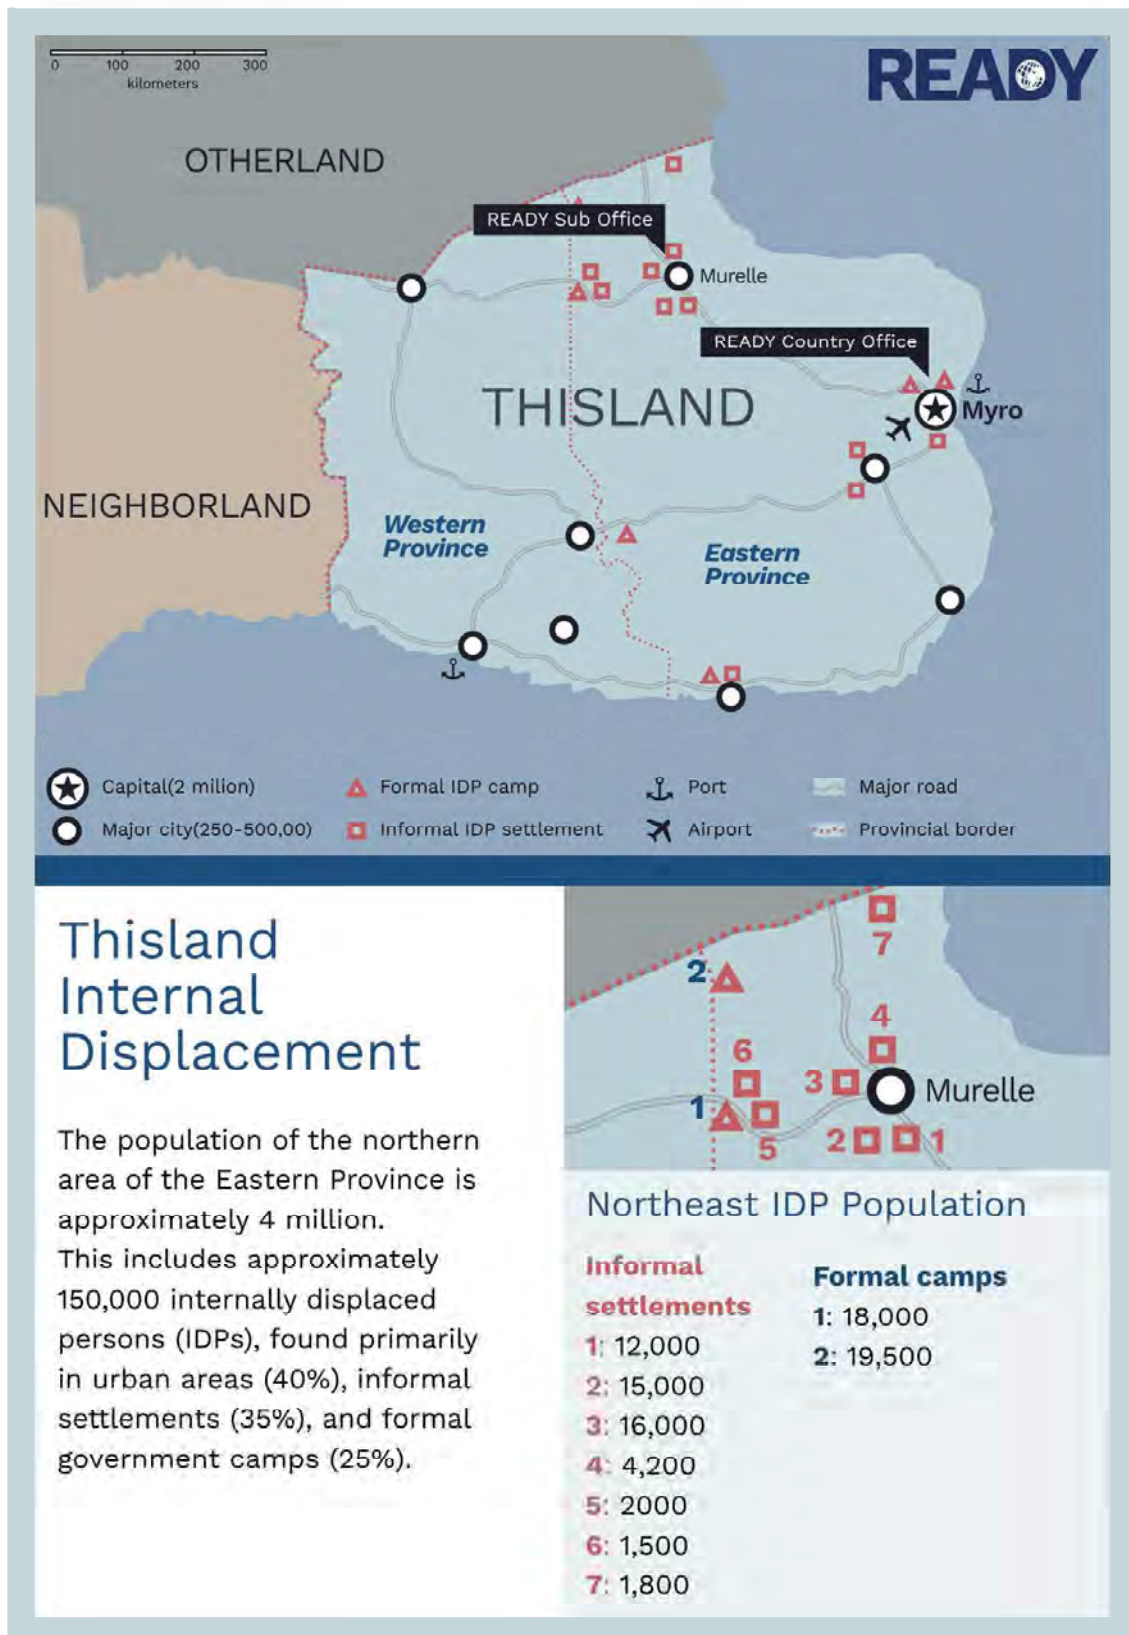 0 100 200 300
kilometers
READY
OTHERLAND
READY Sub Office
Murelle
READY Country Office
THISLAND
Myro
NEIGHBORLAND
Western
Province
Eastern
Province
Capital(2 milion)
Formal IDP camp
Port
Major road
Major city(250-500,00)
Informal IDP settlement
Airport
Provincial border
Thisland
Internal
Displacement
The population of the northern
area of the Eastern Province is
approximately 4 million.
This includes approximately
150,000 internally displaced
persons (IDPs), found primarily
in urban areas (40%), informal
settlements (35%), and formal
government camps (25%).
7
2
4
6
3
Murelle
1
5
2
1
Northeast IDP Population
Informal
settlements
1: 12,000
2: 15,000
3: 16,000
4: 4,200
5: 2000
6: 1,500
7: 1,800
Formal camps
1: 18,000
2: 19,500